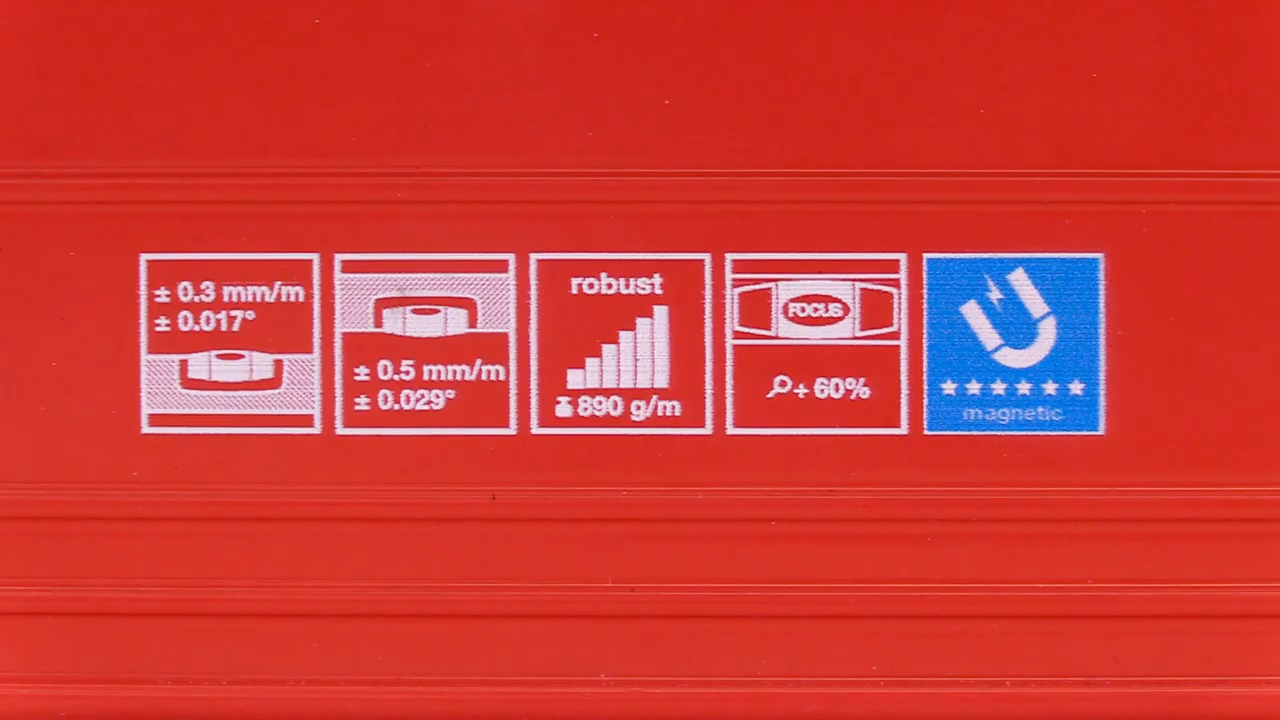 ± 0.3 mm/m
± 0.017°
± 0.5 mm/m
± 0.029°
robust
890 g/m
FOCUS
+ 60%
magnetic